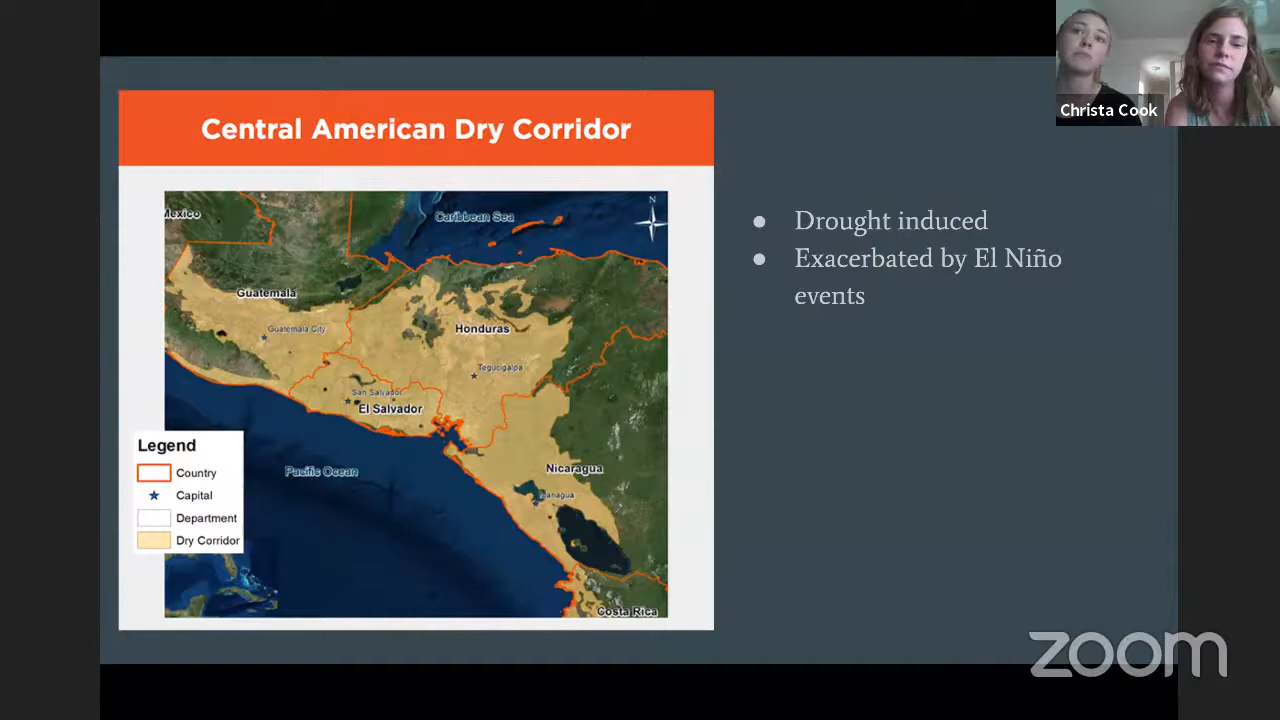 Christa Cook
Central American Dry Corridor
Mexico
Caribbean Sea
N
Guatemala
Guatemala City
Honduras
Tegucigalpa
San Salvador
El Salvador
Pacific Ocean
Nicaragua
Managua
Costa Rica
Legend
Country
Capital
Department
Dry Corridor
● Drought induced
● Exacerbated by El Niño
events
zoom